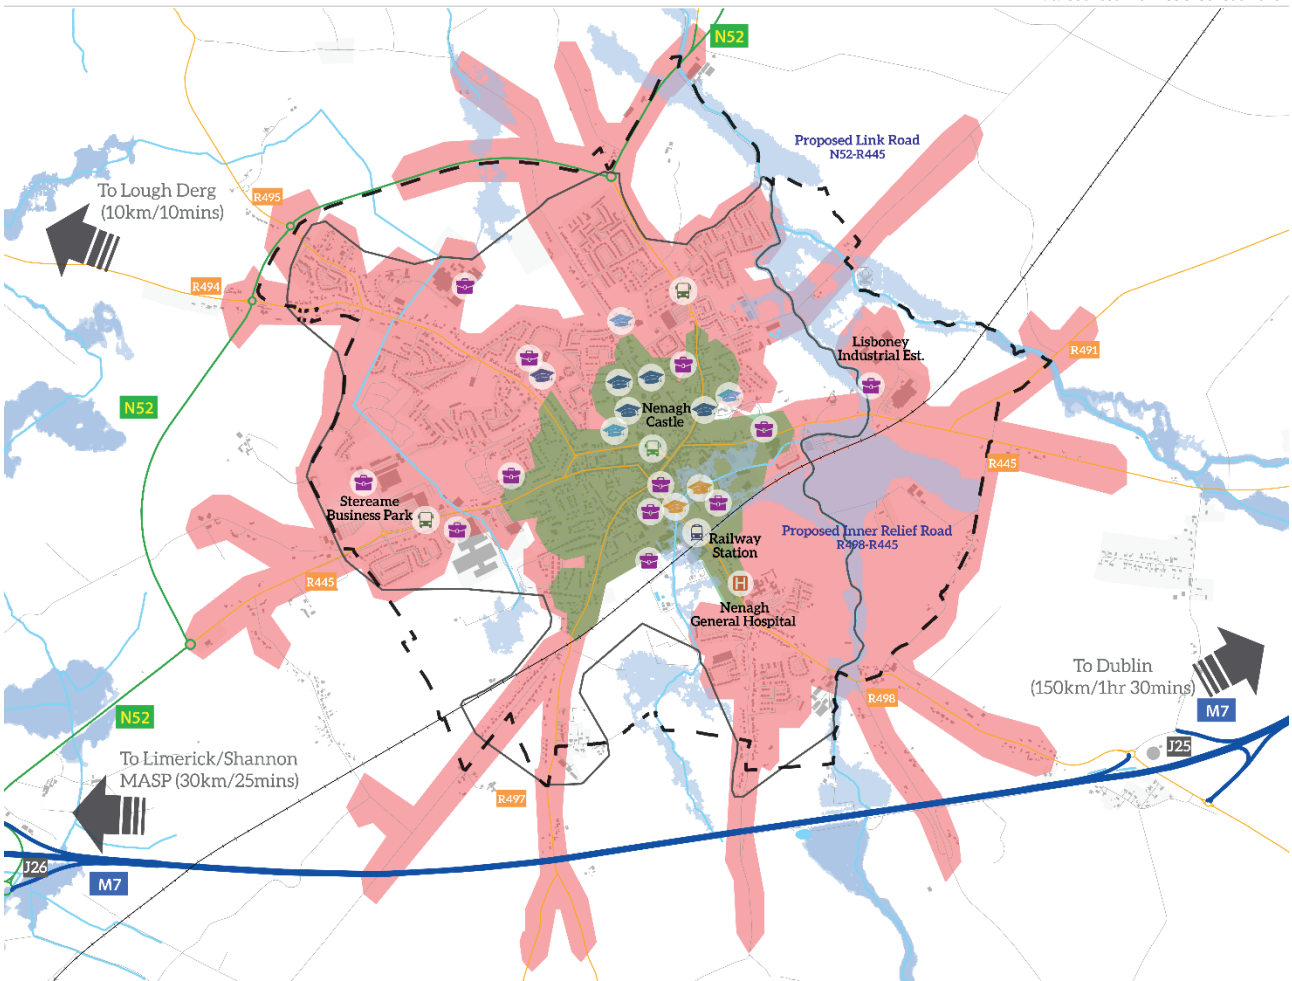 N52
Proposed Link Road
N52-R445
To Lough Derg
(10km/10mins)
R495
R494
Lisboney
Industrial Est.
R491
N52
Nenagh
Castle
R445
Stereame
Business Park
Proposed Inner Relief Road
R498-R445
Railway
Station
R445
H
Nenagh
General Hospital
To Dublin
(150km/1hr 30mins)
R498
M7
N52
J25
To Limerick/Shannon
MASP (30km/25mins)
R497
J26
M7